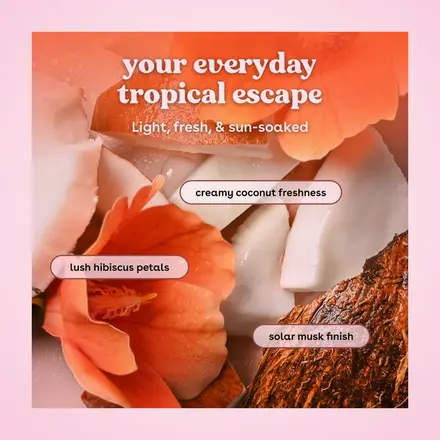 your everyday
tropical escape
Light, fresh, & sun-soaked
creamy coconut freshness
lush hibiscus petals
solar musk finish